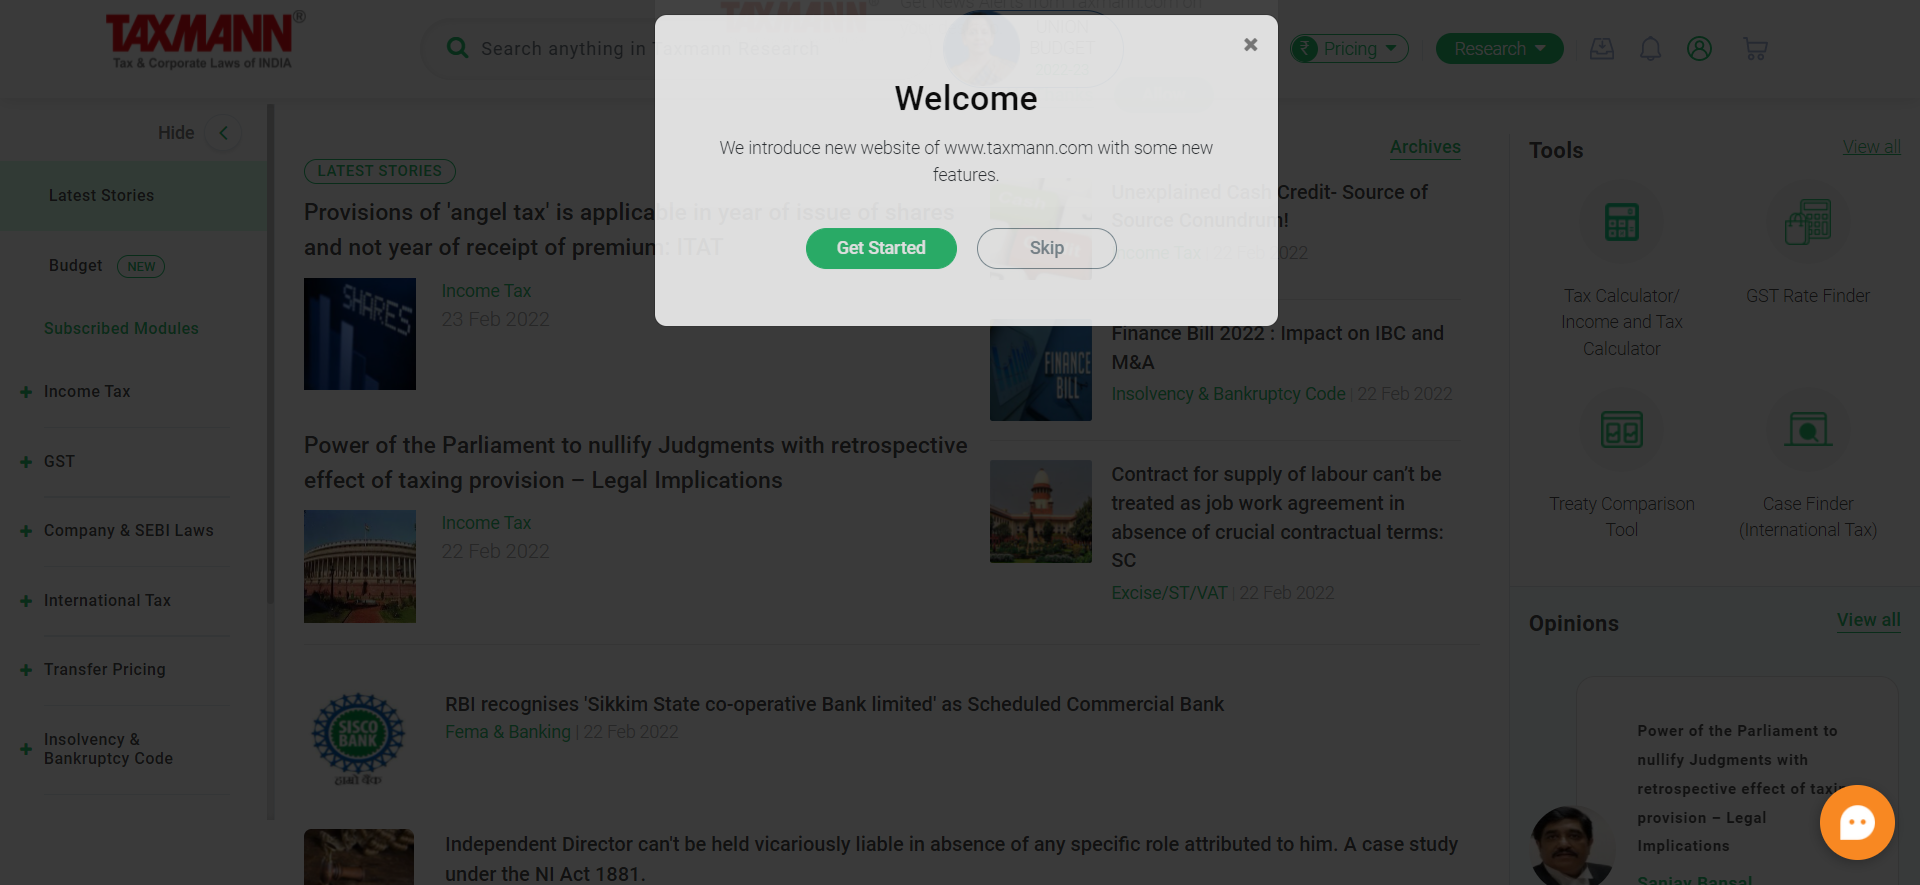 TAXMANN®
Tax & Corporate Laws of INDIA
Search anything in Taxmann Research
Get News Alerts from Taxmann.com on
UNION
BUDGET
Pricing
Research
Welcome
We introduce new website of www.taxmann.com with some new
features.
Get Started
Skip
Hide
Latest Stories
Budget NEW
Subscribed Modules
Income Tax
GST
Company & SEBI Laws
International Tax
Transfer Pricing
Insolvency &
Bankruptcy Code
LATEST STORIES
Archives
Provisions of 'angel tax' is applicable in year of issue of shares
and not year of receipt of premium: ITAT
SHARES
Income Tax
23 Feb 2022
Power of the Parliament to nullify Judgments with retrospective
effect of taxing provision – Legal Implications
Income Tax
22 Feb 2022
Unexplained Cash Credit- Source of
Source Conundrum!
Income Tax | 22 Feb 2022
FINANCE
BILL
Finance Bill 2022 : Impact on IBC and
M&A
Insolvency & Bankruptcy Code | 22 Feb 2022
Contract for supply of labour can’t be
treated as job work agreement in
absence of crucial contractual terms:
SC
Excise/ST/VAT | 22 Feb 2022
SISCO
BANK
RBI recognises 'Sikkim State co-operative Bank limited' as Scheduled Commercial Bank
Fema & Banking | 22 Feb 2022
Independent Director can't be held vicariously liable in absence of any specific role attributed to him. A case study
under the NI Act 1881.
Tools
View all
Tax Calculator/
Income and Tax
Calculator
GST Rate Finder
Treaty Comparison
Tool
Case Finder
(International Tax)
Opinions
View all
Power of the Parliament to
nullify Judgments with
retrospective effect of taxing
provision – Legal
Implications
Sanjay Bansal